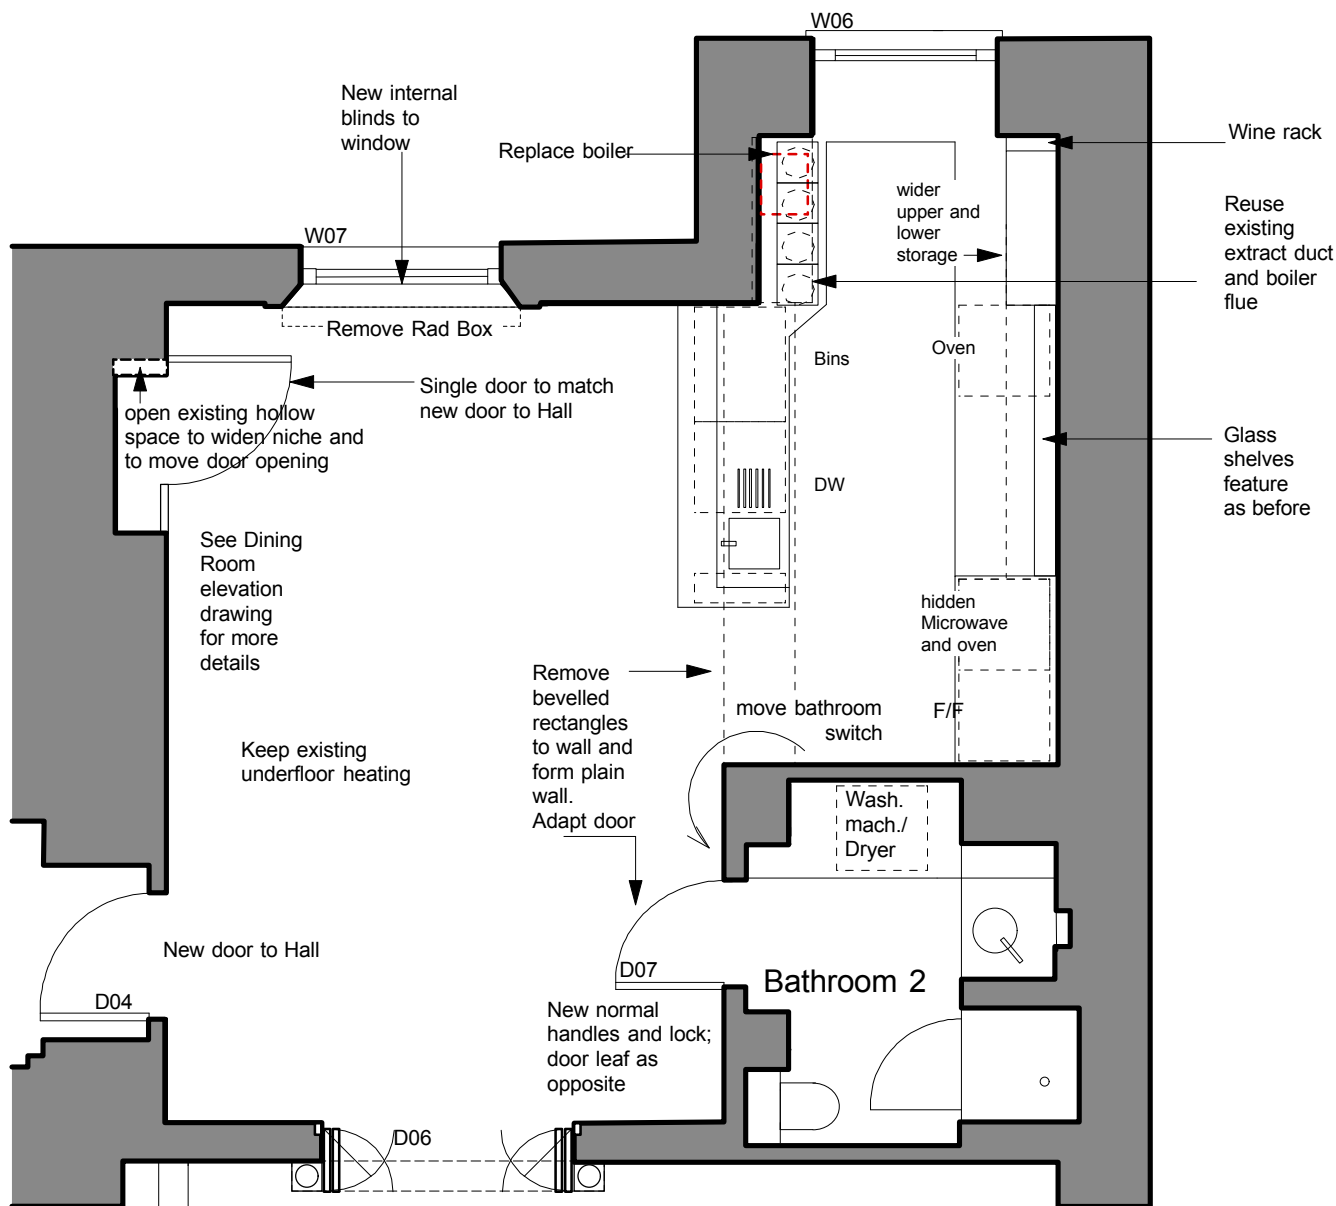 W06
New internal
blinds to
window
Replace boiler
Wine rack
wider
upper and
lower
storage
Reuse
existing
extract duct
and boiler
flue
W07
Remove Rad Box
Bins
Oven
Single door to match
new door to Hall
open existing hollow
space to widen niche and
to move door opening
Glass
shelves
feature
as before
DW
See Dining
Room
elevation
drawing
for more
details
hidden
Microwave
and oven
Remove
bevelled
rectangles
to wall and
form plain
wall.
Adapt door
move bathroom
switch
F/F
Keep existing
underfloor heating
Wash.
mach./
Dryer
New door to Hall
D04
D07
Bathroom 2
New normal
handles and lock;
door leaf as
opposite
D06